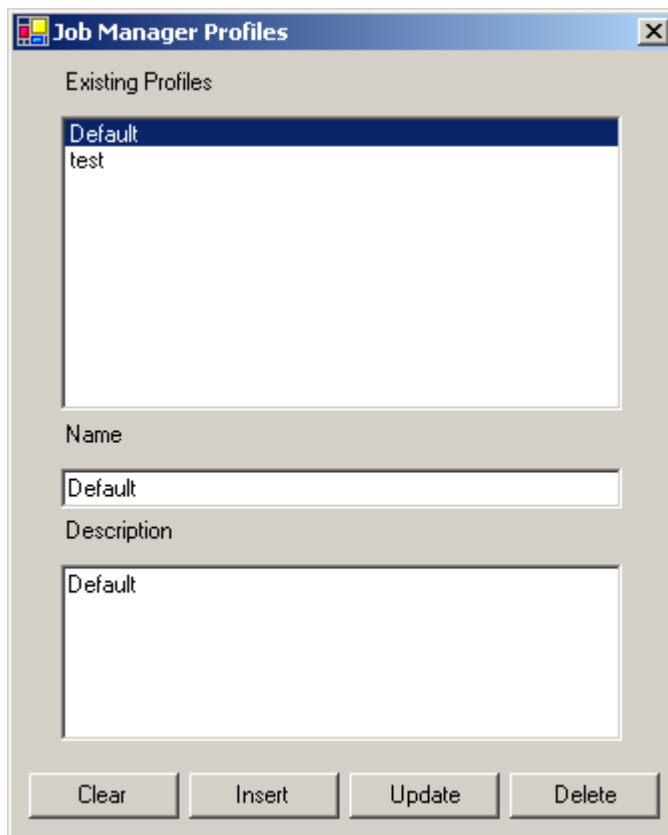 Job Manager Profiles
Existing Profiles
Default
test
Name
Default
Description
Default
Clear Insert Update Delete